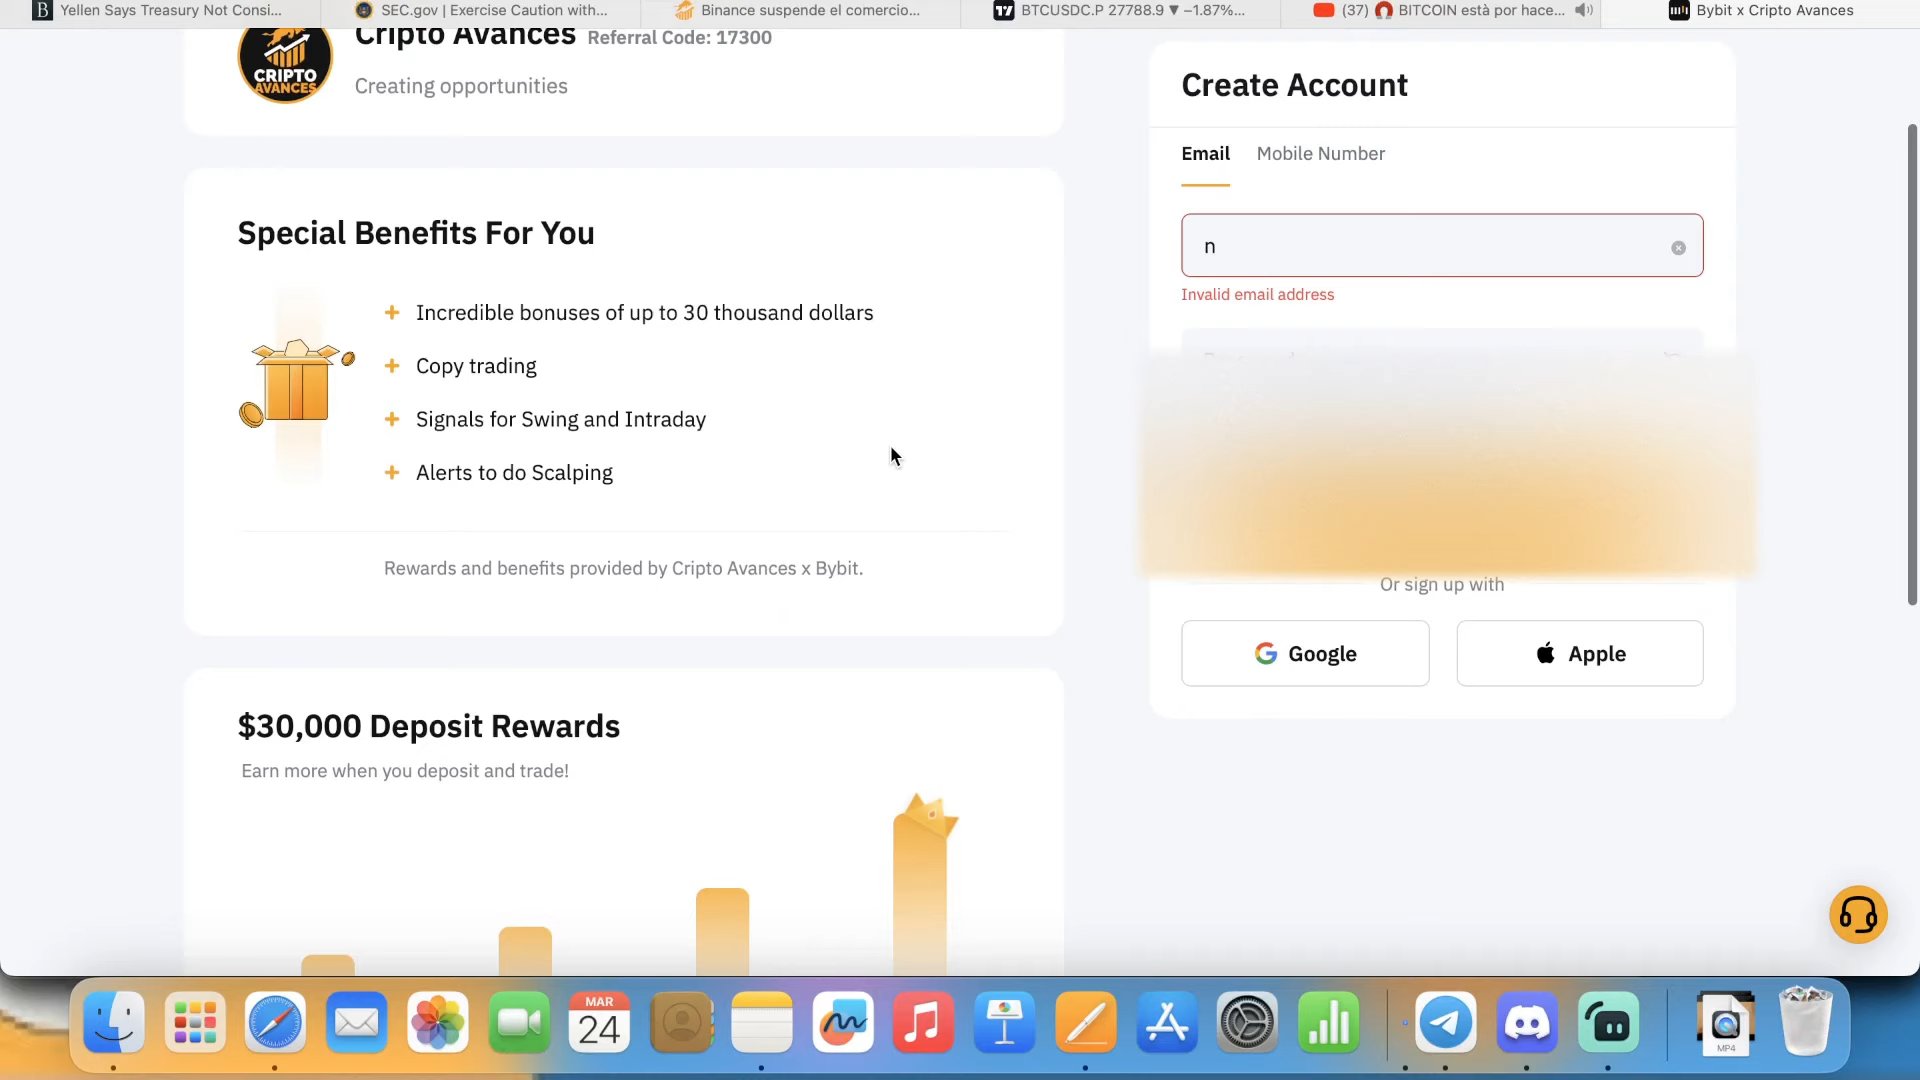 Yellen Says Treasury Not Consi...
SEC.gov | Exercise Caution with...
Binance suspende el comercio...
BTCUSDC.P 27788.9 ▼ −1.87%...
(37) BITCOIN està por hace...
Bybit x Cripto Avances
Cripto Avances Referral Code: 17300
Creating opportunities
CRIPTO
AVANCES
Special Benefits For You
+ Incredible bonuses of up to 30 thousand dollars
+ Copy trading
+ Signals for Swing and Intraday
+ Alerts to do Scalping
Rewards and benefits provided by Cripto Avances x Bybit.
$30,000 Deposit Rewards
Earn more when you deposit and trade!
Create Account
Email Mobile Number
n
Invalid email address
Or sign up with
Google
Apple
MAR
24
MP4